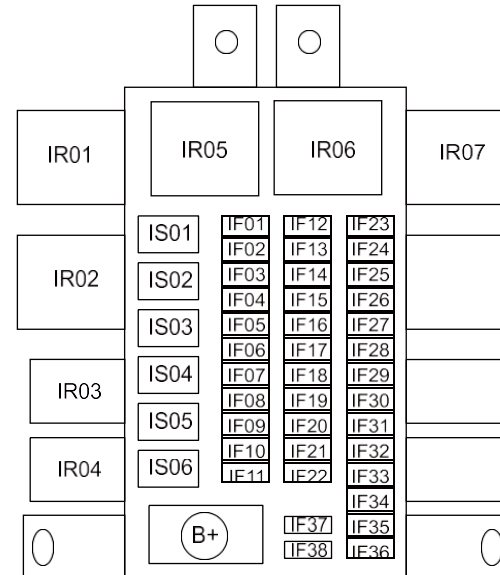 IR01
IR05
IR06
IR07
IS01
IF01
IF12
IF23
IF02
IF13
IF24
IR02
IS02
IF03
IF14
IF25
IF04
IF15
IF26
IS03
IF05
IF16
IF27
IF06
IF17
IF28
IR03
IS04
IF07
IF18
IF29
IF08
IF19
IF30
IS05
IF09
IF20
IF31
IR04
IS06
IF10
IF21
IF32
IF11
IF22
IF33
IF34
B+
IF37
IF35
IF38
IF36